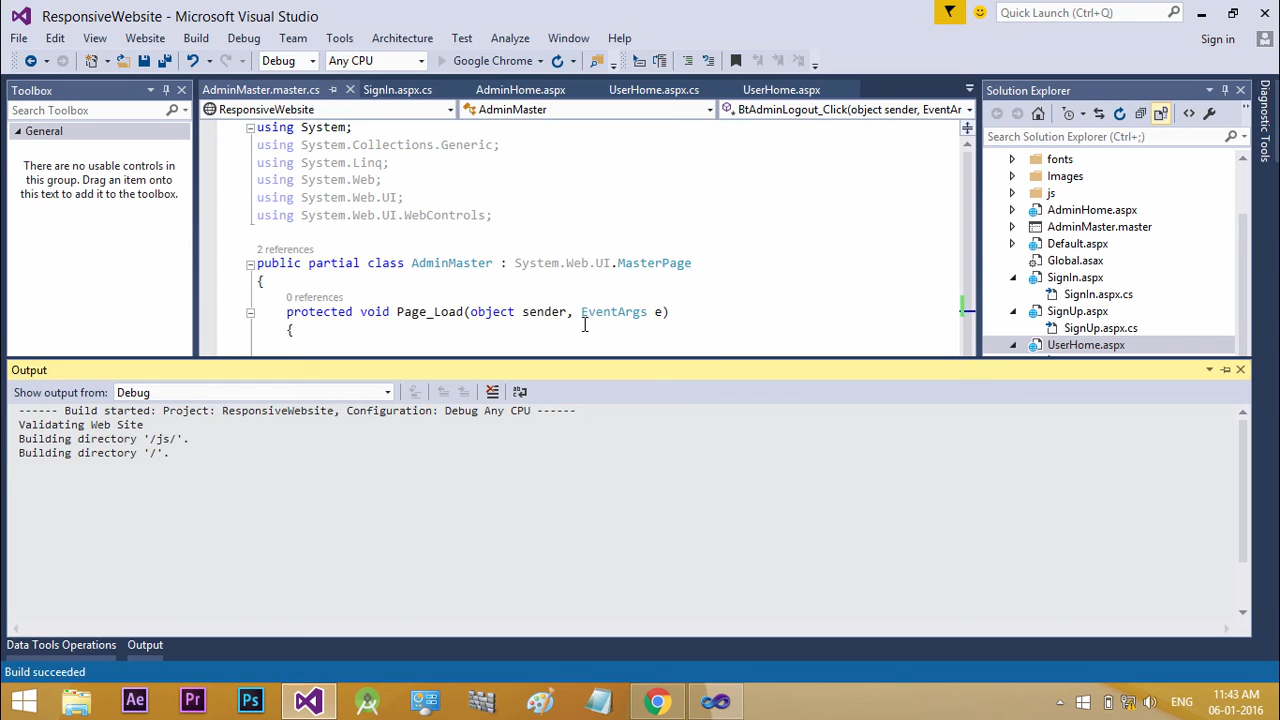 ResponsiveWebsite - Microsoft Visual Studio
Quick Launch (Ctrl+Q)
File Edit View Website Build Debug Team Tools Architecture Test Analyze Window Help
Sign in
Debug Any CPU Google Chrome
Toolbox
AdminMaster.master.cs SignIn.aspx.cs AdminHome.aspx UserHome.aspx.cs UserHome.aspx
Solution Explorer
Search Toolbox
ResponsiveWebsite AdminMaster BtAdminLogout_Click(object sender, EventAr
General
There are no usable controls in
this group. Drag an item onto
this text to add it to the toolbox.
using System;
using System.Collections.Generic;
using System.Linq;
using System.Web;
using System.Web.UI;
using System.Web.UI.WebControls;
2 references
public partial class AdminMaster : System.Web.UI.MasterPage
{
0 references
protected void Page_Load(object sender, EventArgs e)
{
Search Solution Explorer (Ctrl+;)
fonts
Images
js
AdminHome.aspx
AdminMaster.master
Default.aspx
Global.asax
SignIn.aspx
SignIn.aspx.cs
SignUp.aspx
SignUp.aspx.cs
UserHome.aspx
Diagnostic Tools
Output
Show output from: Debug
------ Build started: Project: ResponsiveWebsite, Configuration: Debug Any CPU ------
Validating Web Site
Building directory '/js/'.
Building directory '/'.
Data Tools Operations Output
Build succeeded
Ae Pr Ps
ENG
11:43 AM
06-01-2016